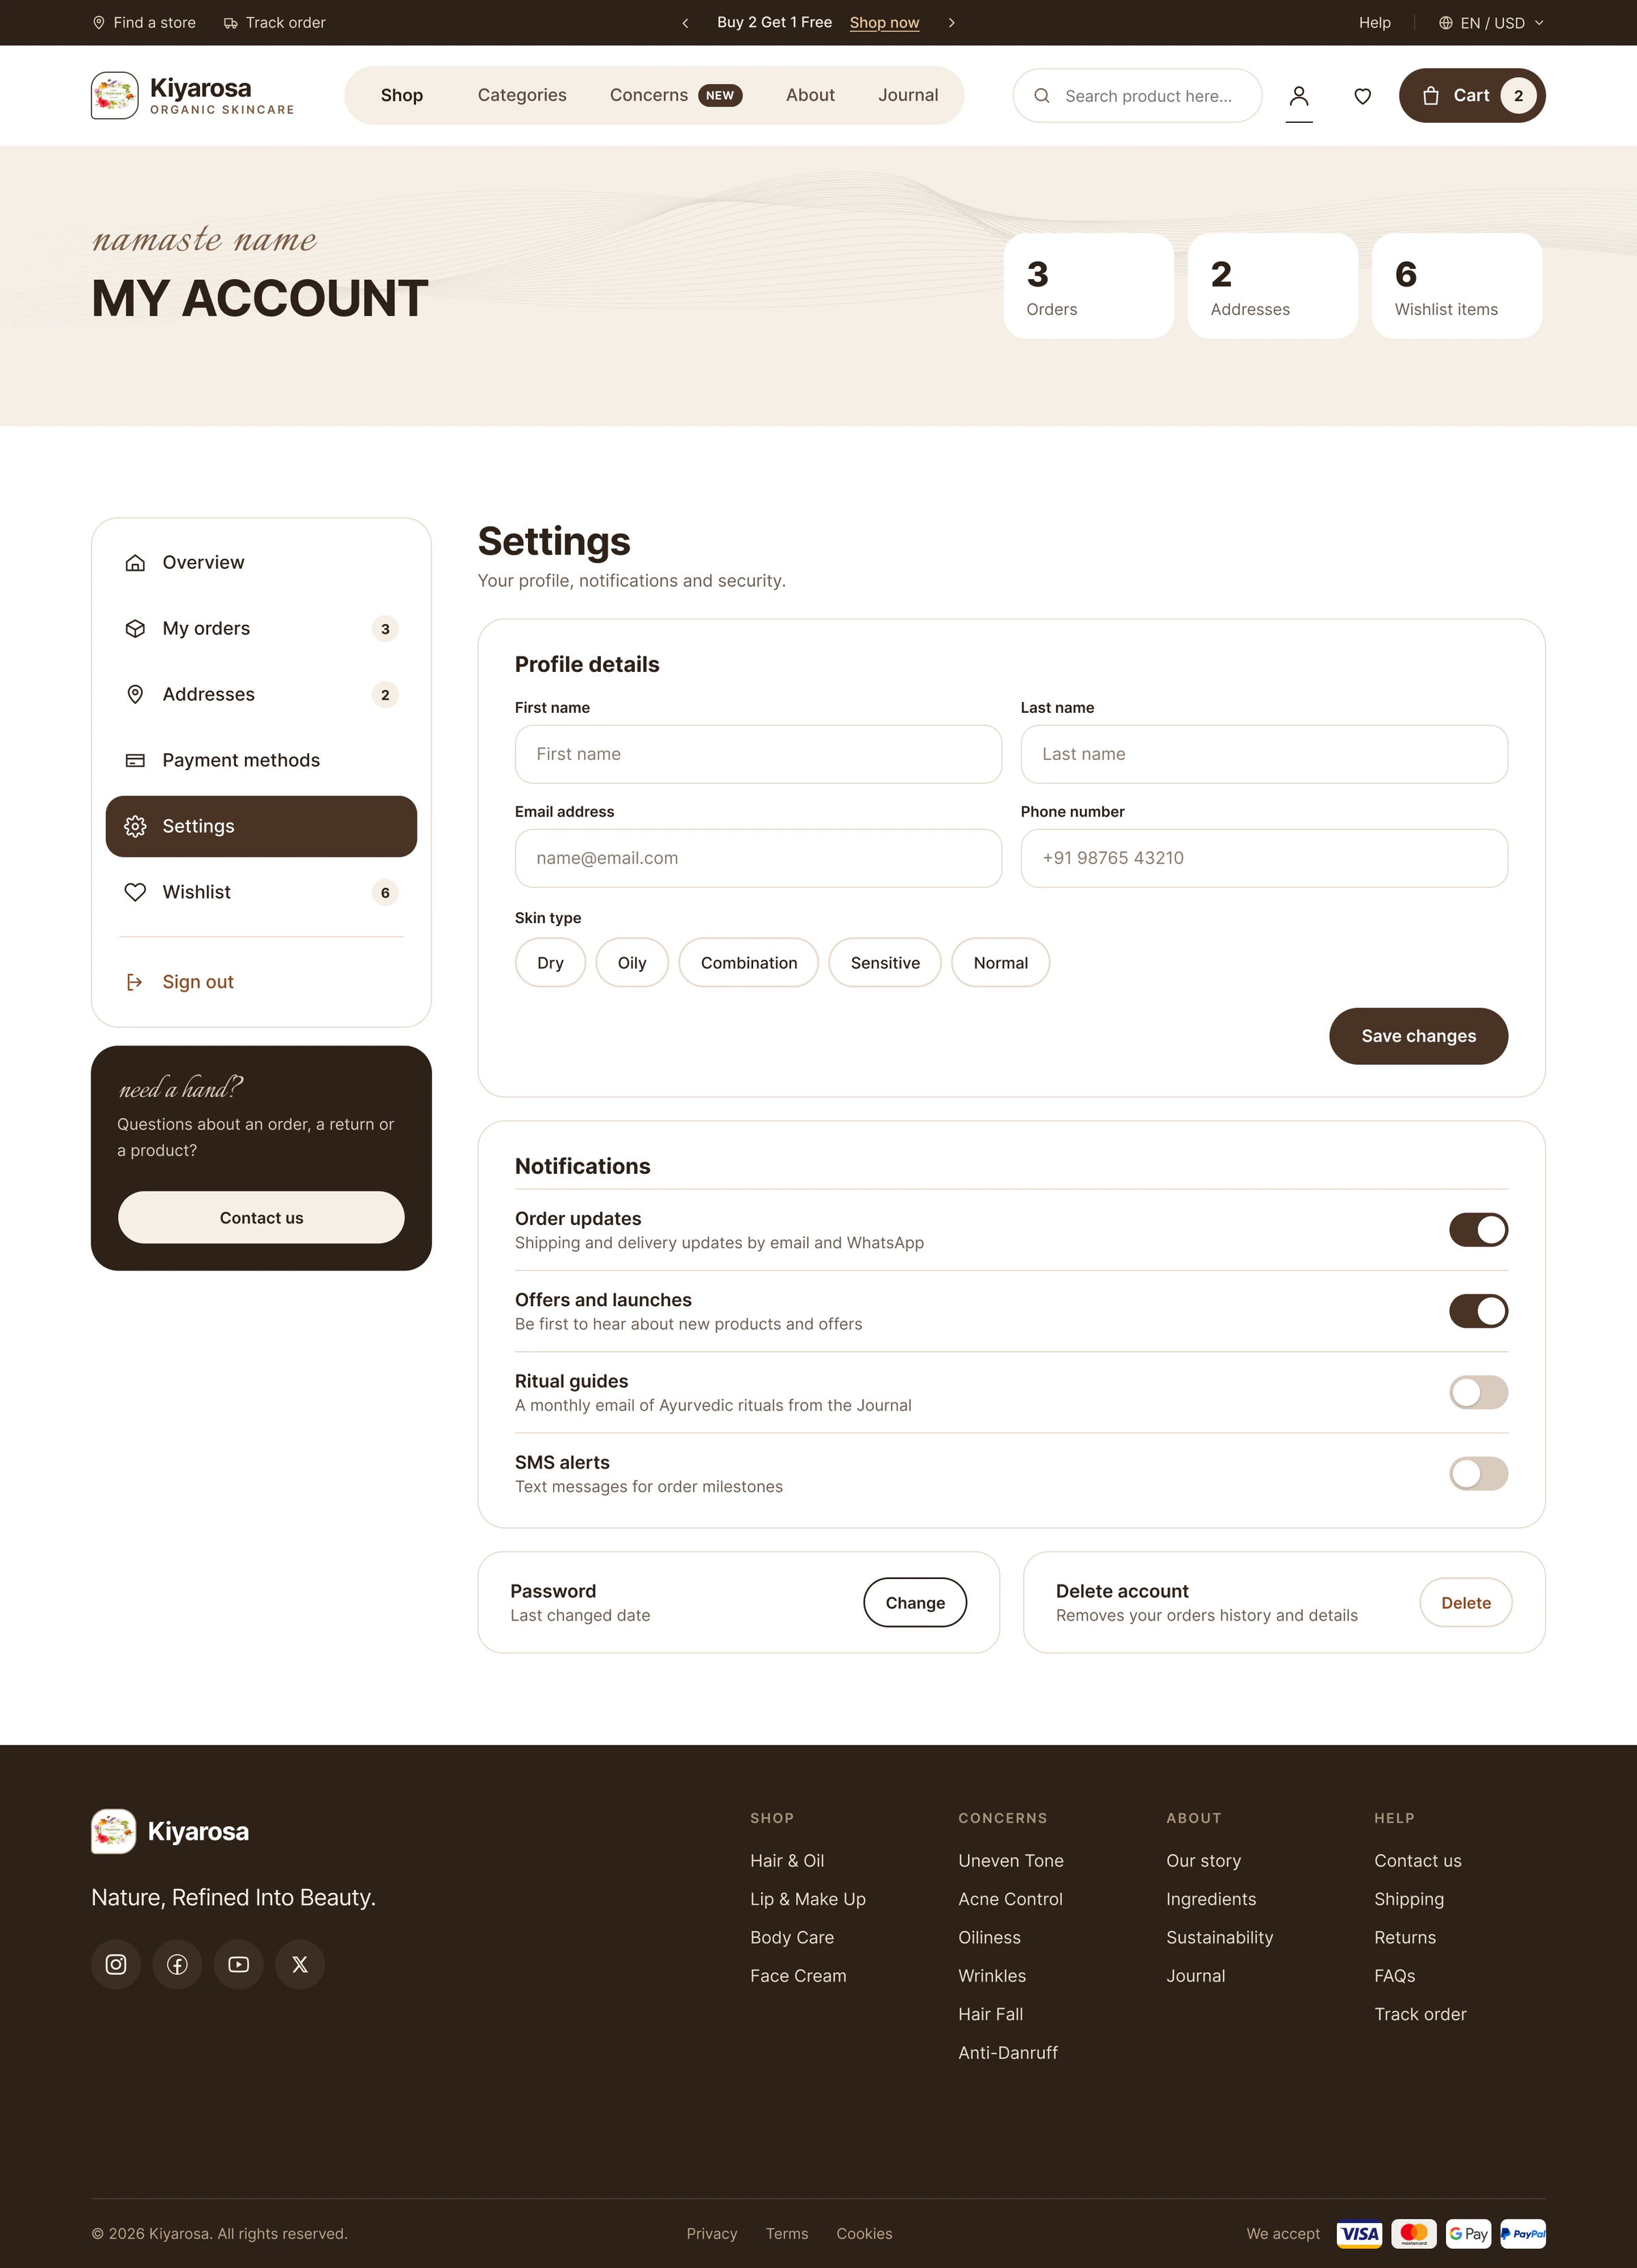 Find a store Track order Buy 2 Get 1 Free Shop now Help EN / USD
Kiyarosa
ORGANIC SKINCARE
Shop Categories Concerns NEW About Journal
Search product here...
Cart 2
namaste name
MY ACCOUNT
3
Orders
2
Addresses
6
Wishlist items
Overview
My orders 3
Addresses 2
Payment methods
Settings
Wishlist 6
Sign out
need a hand?
Questions about an order, a return or
a product?
Contact us
Settings
Your profile, notifications and security.
Profile details
First name Last name
First name Last name
Email address Phone number
name@email.com +91 98765 43210
Skin type
Dry Oily Combination Sensitive Normal
Save changes
Notifications
Order updates
Shipping and delivery updates by email and WhatsApp
Offers and launches
Be first to hear about new products and offers
Ritual guides
A monthly email of Ayurvedic rituals from the Journal
SMS alerts
Text messages for order milestones
Password
Last changed date
Change
Delete account
Removes your orders history and details
Delete
Kiyarosa
Nature, Refined Into Beauty.
SHOP
Hair & Oil
Lip & Make Up
Body Care
Face Cream
CONCERNS
Uneven Tone
Acne Control
Oiliness
Wrinkles
Hair Fall
Anti-Danruff
ABOUT
Our story
Ingredients
Sustainability
Journal
HELP
Contact us
Shipping
Returns
FAQs
Track order
© 2026 Kiyarosa. All rights reserved.
Privacy Terms Cookies
We accept VISA mastercard G Pay PayPal